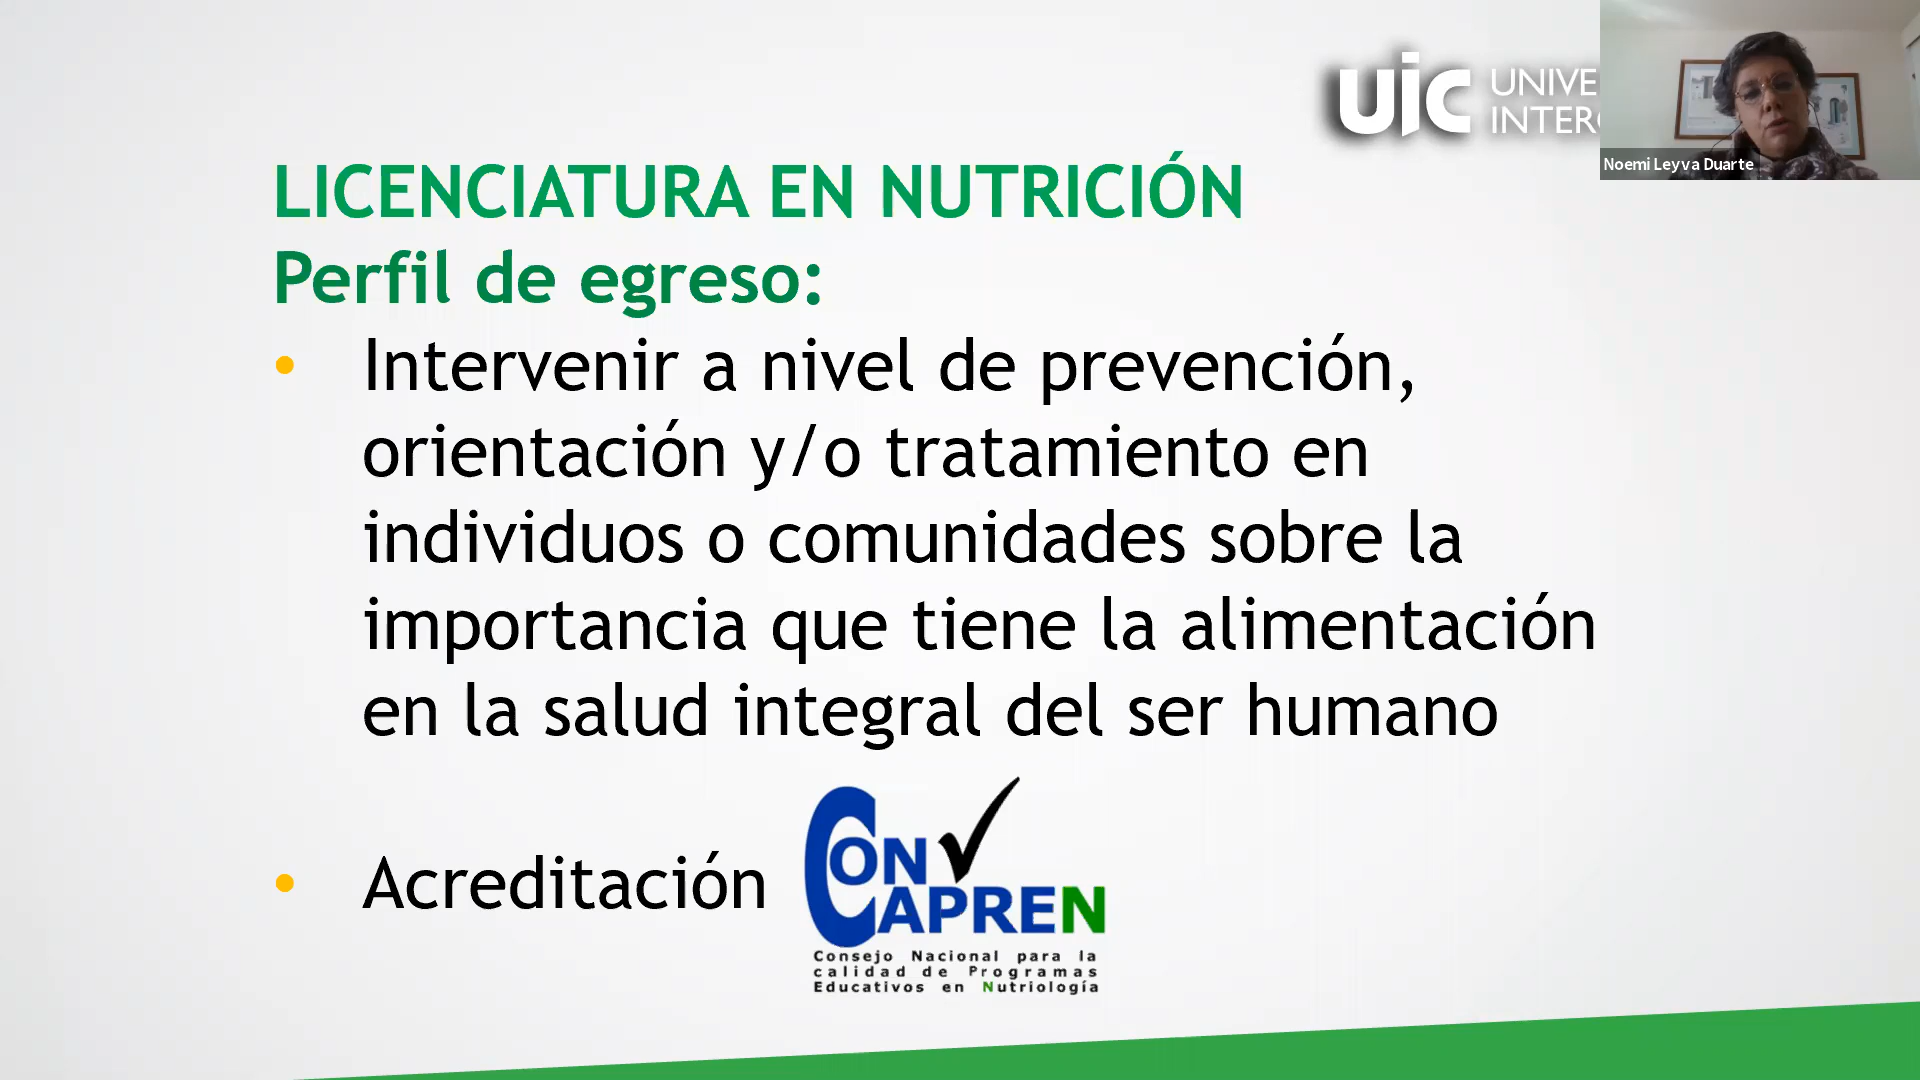 uic UNIVE
INTERC
Noemi Leyva Duarte
LICENCIATURA EN NUTRICIÓN
Perfil de egreso:
• Intervenir a nivel de prevención,
orientación y/o tratamiento en
individuos o comunidades sobre la
importancia que tiene la alimentación
en la salud integral del ser humano
• Acreditación
CONCAPREN
Consejo Nacional para la
calidad de Programas
Educativos en Nutriología